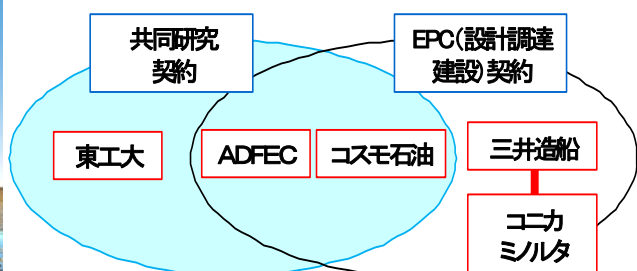 共同研究
契約
EPC(設計調達
建設)契約
東工大
ADFEC
コスモ石油
三井造船
コニカ
ミノルタ